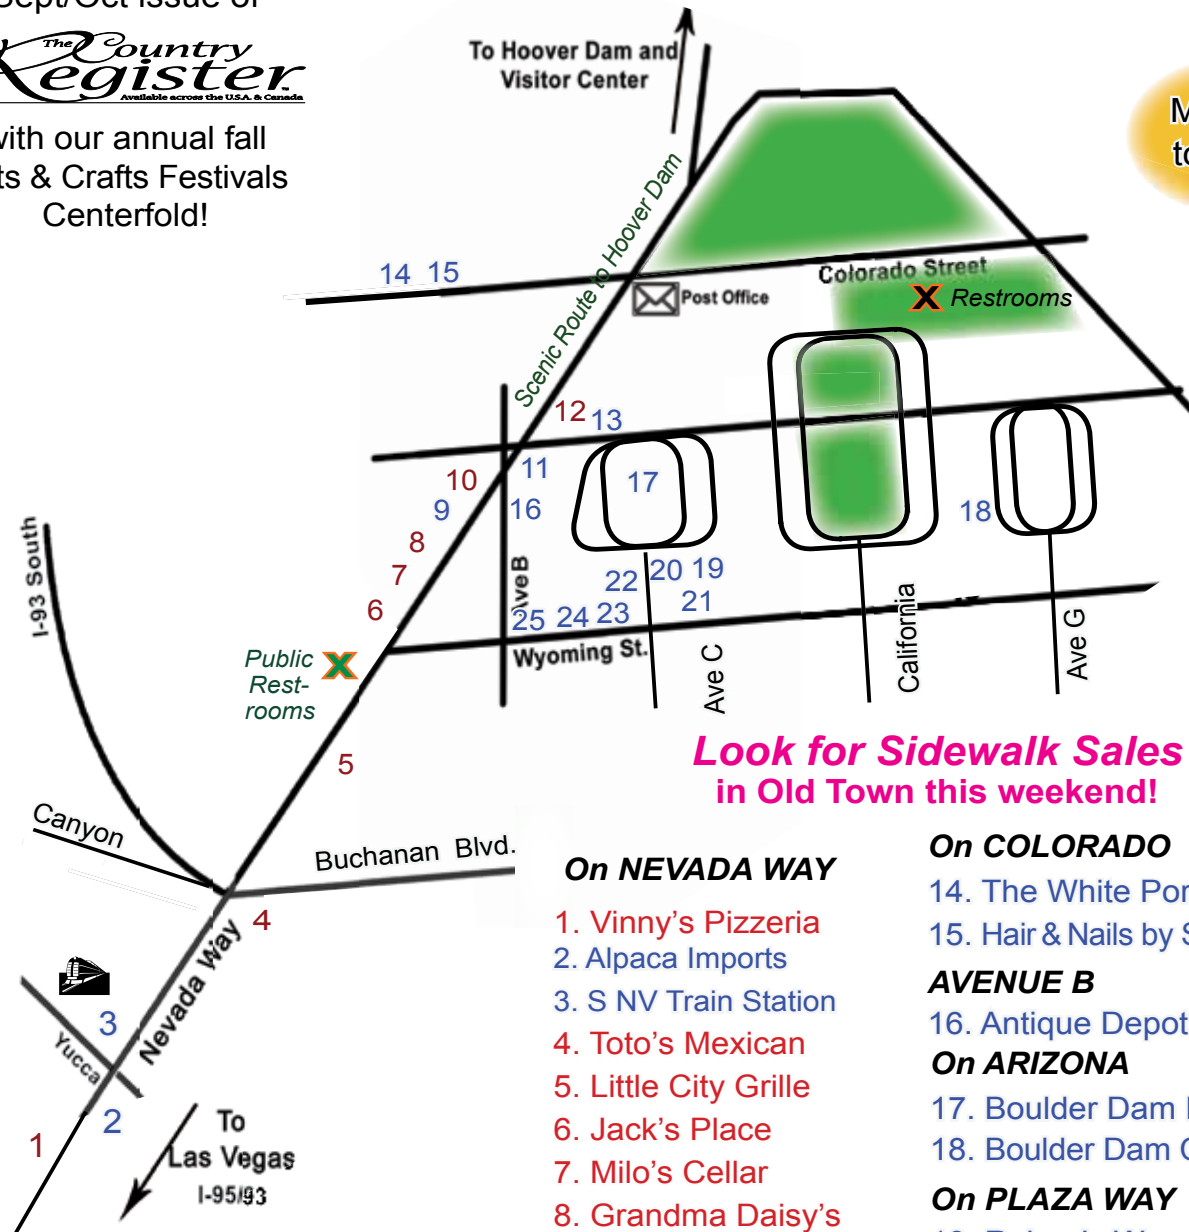 Sept/Oct issue of
The Country
Register
Available across the U.S.A. & Canada
with our annual fall
& Crafts Festivals
Centerfold!
To Hoover Dam and
Visitor Center
Scenic Route to Hoover Dam
14 15
Colorado Street
Post Office
X Restrooms
12 13
10 11
9 16 17 18
8
7
6
22 20 19
25 24 23 21
Ave B
Wyoming St.
Ave C
California
Ave G
I-93 South
Public X
Rest-
rooms
5
Canyon
Buchanan Blvd.
4
Nevada Way
3
Yucca
2
1
To
Las Vegas
I-95/93
Look for Sidewalk Sales
in Old Town this weekend!
On NEVADA WAY
1. Vinny's Pizzeria
2. Alpaca Imports
3. S NV Train Station
4. Toto's Mexican
5. Little City Grille
6. Jack's Place
7. Milo's Cellar
8. Grandma Daisy's
On COLORADO
14. The White
15. Hair & Nails by
AVENUE B
16. Antique Depot
On ARIZONA
17. Boulder Dam
18. Boulder Dam
On PLAZA WAY